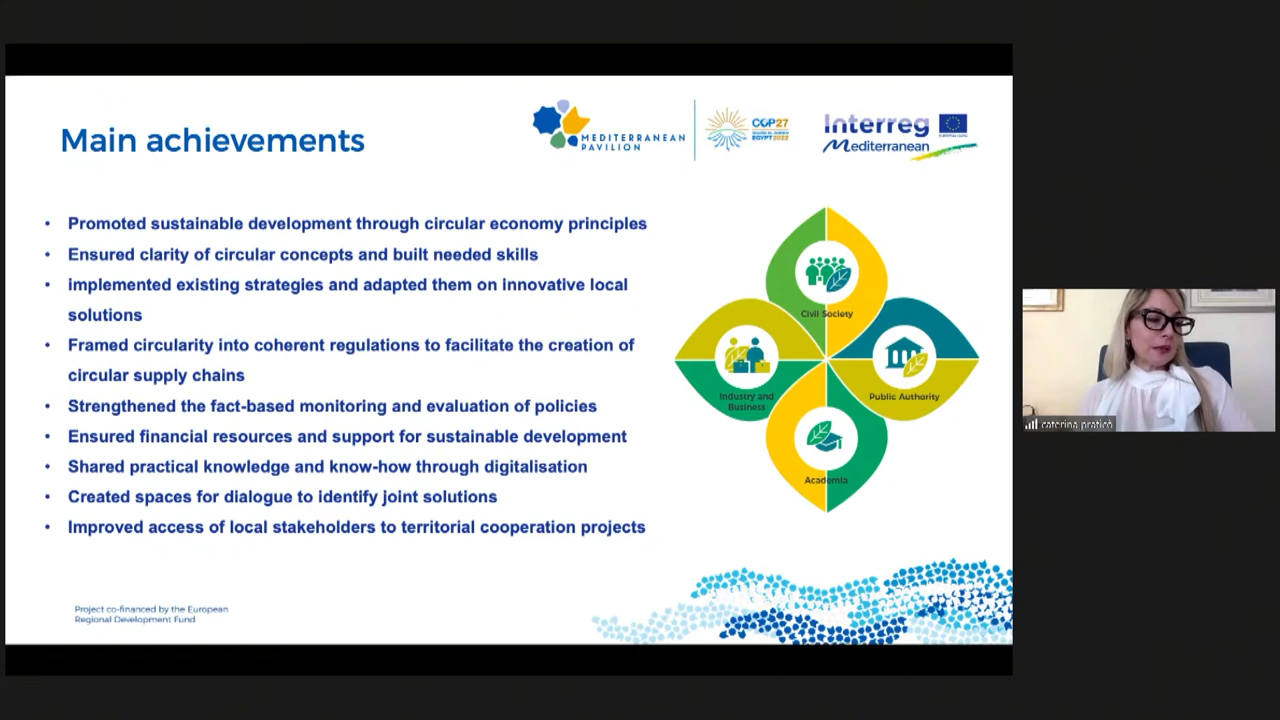 Main achievements
MEDITERRANEAN
PAVILION
COP27
EGYPT2022
Interreg
Mediterranean
• Promoted sustainable development through circular economy principles
• Ensured clarity of circular concepts and built needed skills
• implemented existing strategies and adapted them on innovative local
solutions
• Framed circularity into coherent regulations to facilitate the creation of
circular supply chains
• Strengthened the fact-based monitoring and evaluation of policies
• Ensured financial resources and support for sustainable development
• Shared practical knowledge and know-how through digitalisation
• Created spaces for dialogue to identify joint solutions
• Improved access of local stakeholders to territorial cooperation projects
Civil Society
Industry and
Business
Public Authority
Academia
caterina praticò
Project co-financed by the European
Regional Development Fund